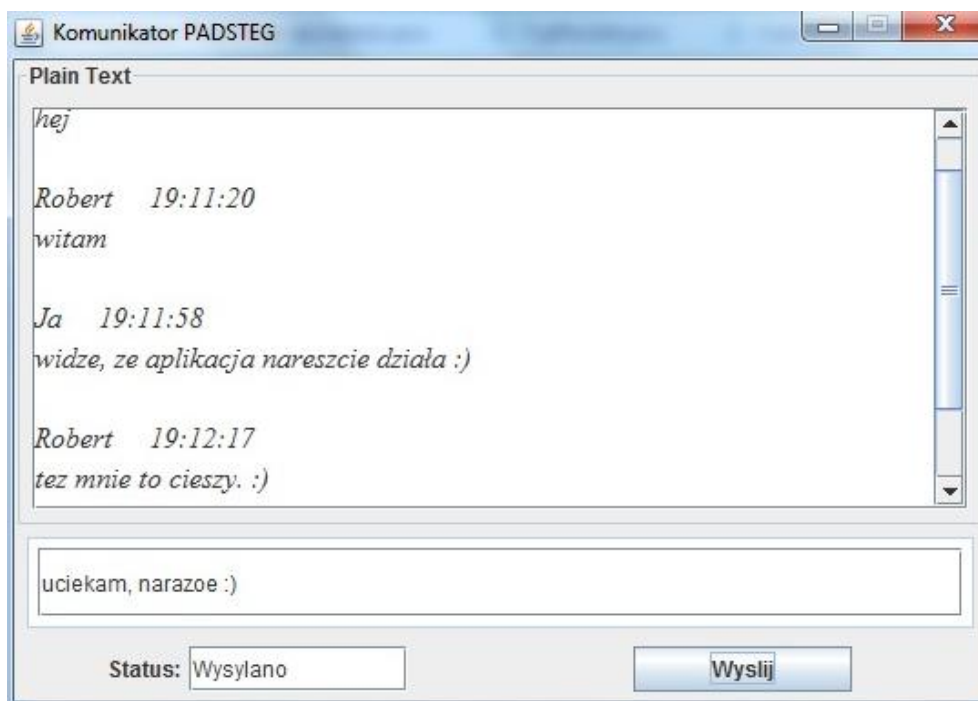 Komunikator PADSTEG
Plain Text
hej
Robert 19:11:20
witam
Ja 19:11:58
widze, ze aplikacja nareszcie działa :)
Robert 19:12:17
tez mnie to cieszy. :)
uciekam, narazoe :)
Status: Wysylano Wyslij